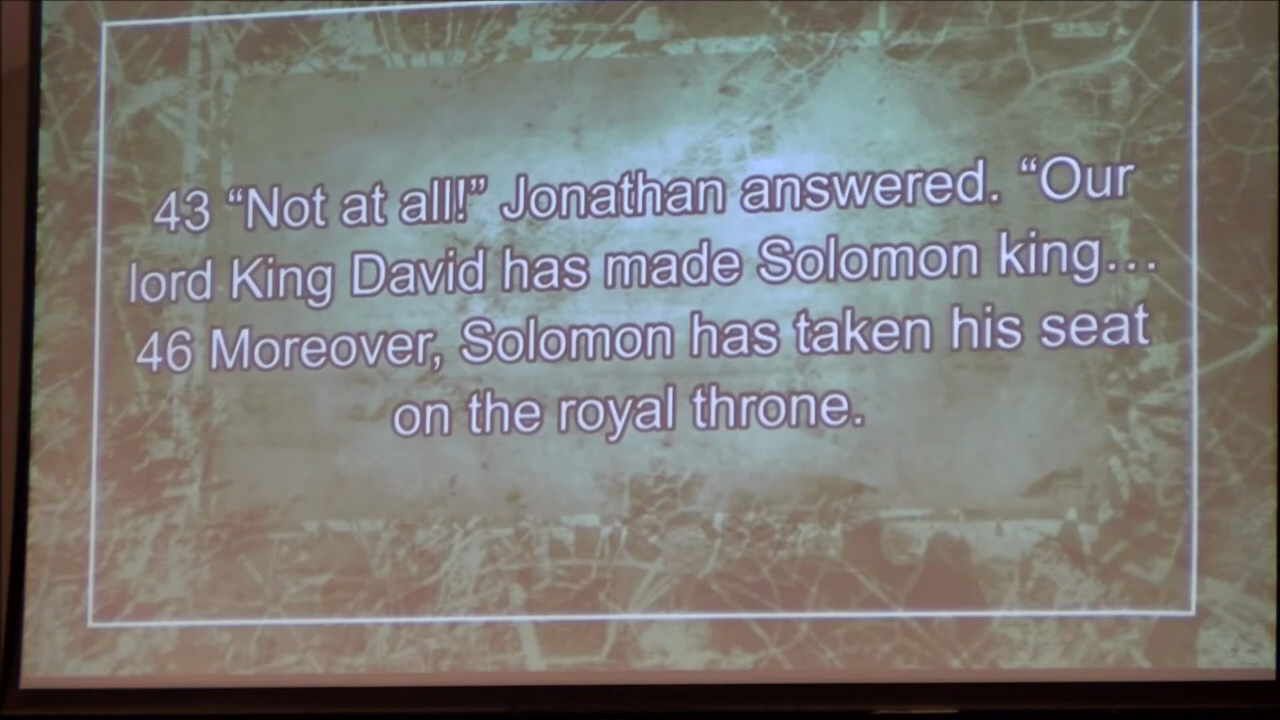 43 “Not at all!” Jonathan answered. “Our
lord King David has made Solomon king…
46 Moreover, Solomon has taken his seat
on the royal throne.